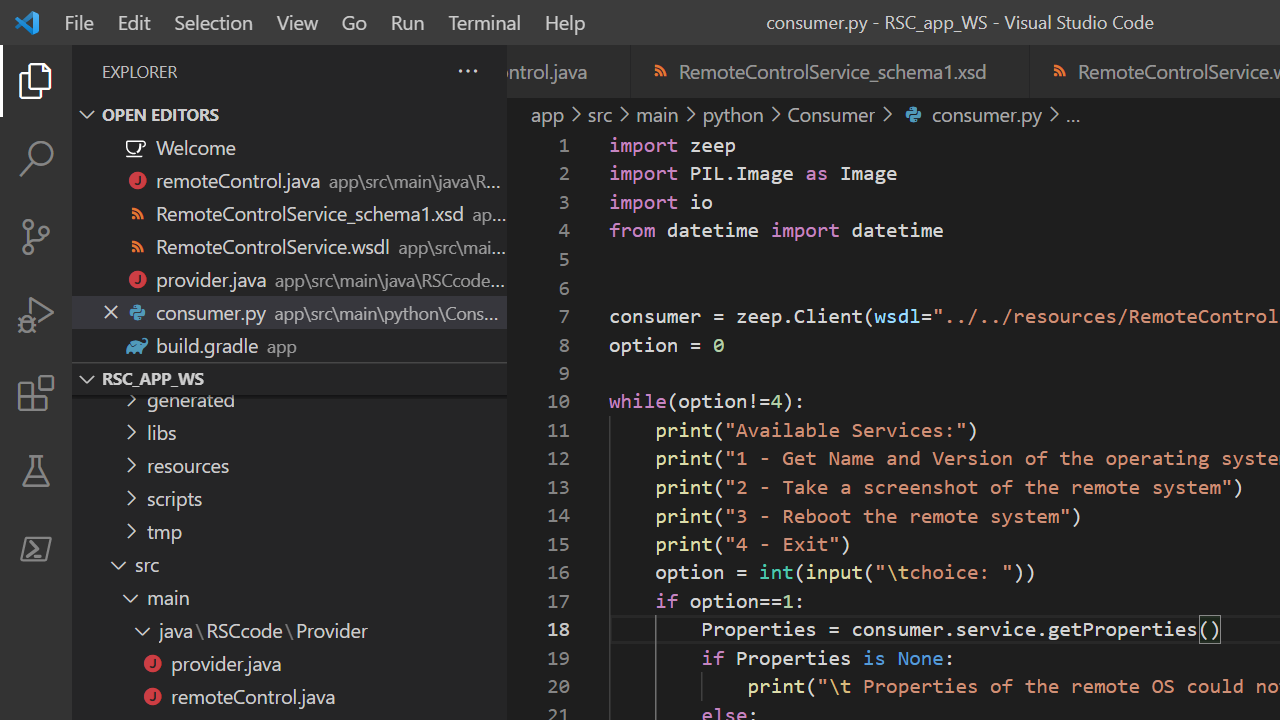 File Edit Selection View Go Run Terminal Help consumer.py - RSC_app_WS - Visual Studio Code
EXPLORER ...
OPEN EDITORS
Welcome
remoteControl.java app\src\main\java\R...
RemoteControlService_schema1.xsd ap...
RemoteControlService.wsdl app\src\mai...
provider.java app\src\main\java\RSCcode...
consumer.py app\src\main\python\Cons...
build.gradle app
RSC_APP_WS
generated
libs
resources
scripts
tmp
src
main
java\RSCcode\Provider
provider.java
remoteControl.java
ontrol.java RemoteControlService_schema1.xsd RemoteControlService.w
app > src > main > python > Consumer > consumer.py > ...
1 import zeep
2 import PIL.Image as Image
3 import io
4 from datetime import datetime
5
6
7 consumer = zeep.Client(wsdl="../../resources/RemoteControl
8 option = 0
9
10 while(option!=4):
11 print("Available Services:")
12 print("1 - Get Name and Version of the operating syste
13 print("2 - Take a screenshot of the remote system")
14 print("3 - Reboot the remote system")
15 print("4 - Exit")
16 option = int(input("\tchoice: "))
17 if option==1:
18 Properties = consumer.service.getProperties()
19 if Properties is None:
20 print("\t Properties of the remote OS could no
21 else: